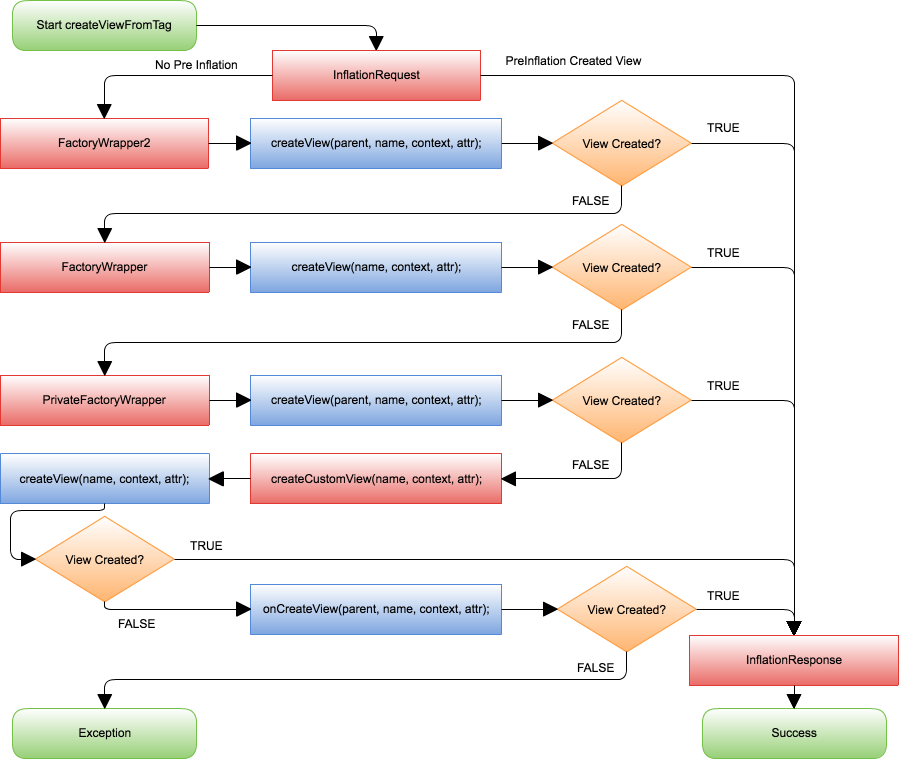 Start createViewFromTag
No Pre Inflation
InflationRequest
PreInflation Created View
FactoryWrapper2
createView(parent, name, context, attr);
View Created?
TRUE
FALSE
FactoryWrapper
createView(name, context, attr);
View Created?
TRUE
FALSE
PrivateFactoryWrapper
createView(parent, name, context, attr);
View Created?
TRUE
FALSE
createView(name, context, attr);
createCustomView(name, context, attr);
View Created?
TRUE
FALSE
onCreateView(parent, name, context, attr);
View Created?
TRUE
FALSE
InflationResponse
Exception
Success